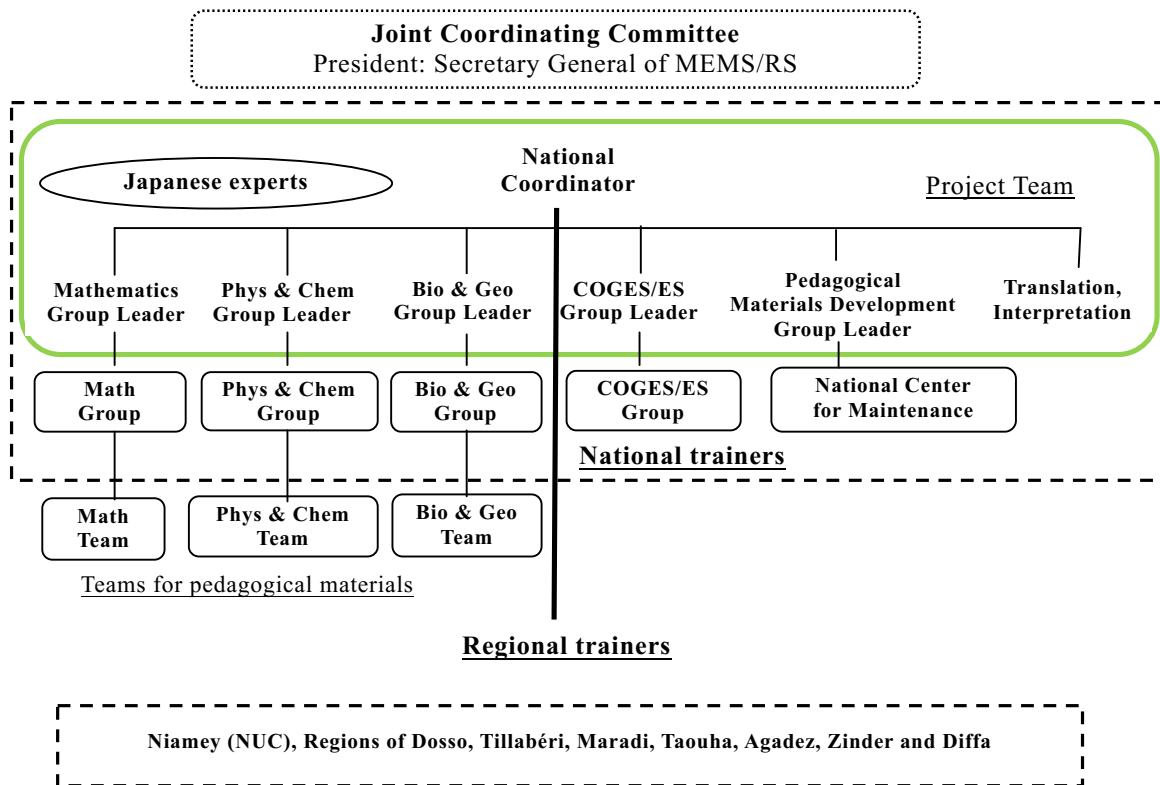 Joint Coordinating Committee
President: Secretary General of MEMS/RS
National
Coordinator
Japanese experts
Project Team
Mathematics
Group Leader
Phys & Chem
Group Leader
Bio & Geo
Group Leader
COGES/ES
Group Leader
Pedagogical
Materials Development
Group Leader
Translation,
Interpretation
Math
Group
Phys & Chem
Group
Bio & Geo
Group
COGES/ES
Group
National Center
for Maintenance
National trainers
Math
Team
Phys & Chem
Team
Bio & Geo
Team
Teams for pedagogical materials
Regional trainers
Niamey (NUC), Regions of Dosso, Tillabéri, Maradi, Taouha, Agadez, Zinder and Diffa